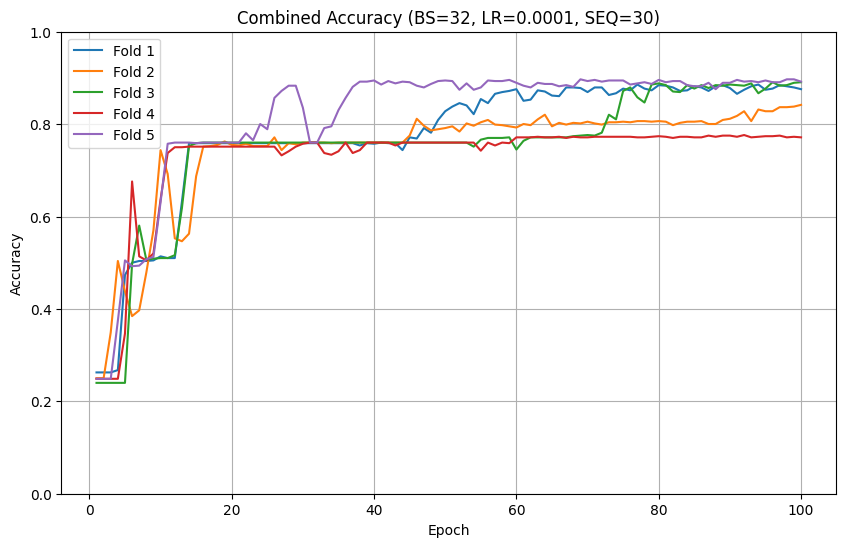 Combined Accuracy (BS=32, LR=0.0001, SEQ=30)
Fold 1
Fold 2
Fold 3
Fold 4
Fold 5
Accuracy
1.0
0.8
0.6
0.4
0.2
0.0
0 20 40 60 80 100
Epoch